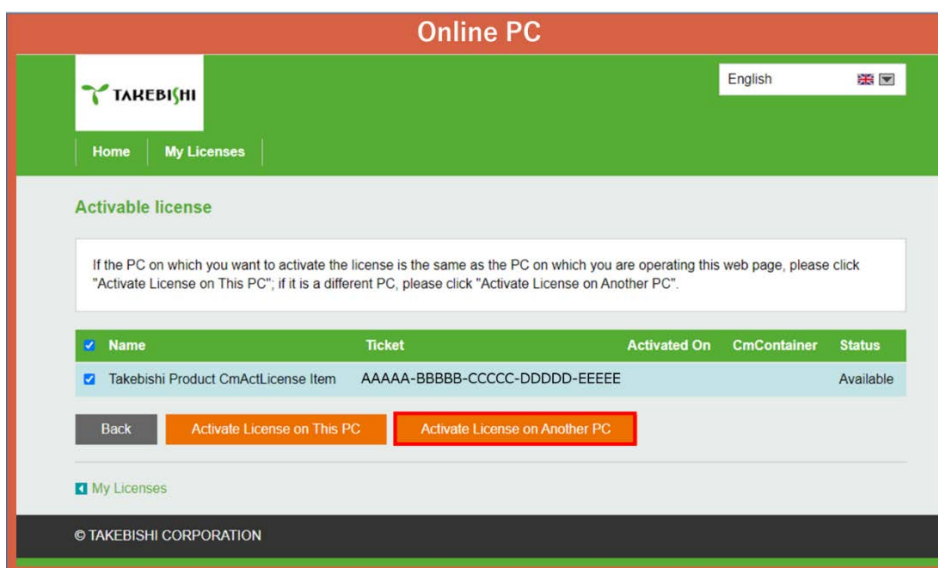 Online PC
TAKEBISHI
English
Home
My Licenses
Activable license
If the PC on which you want to activate the license is the same as the PC on which you are operating this web page, please click
"Activate License on This PC"; if it is a different PC, please click "Activate License on Another PC".
Name Ticket Activated On CmContainer Status
Takebishi Product CmActLicense Item AAAAA-BBBBB-CCCCC-DDDDD-EEEEE Available
Back Activate License on This PC Activate License on Another PC
My Licenses
© TAKEBISHI CORPORATION